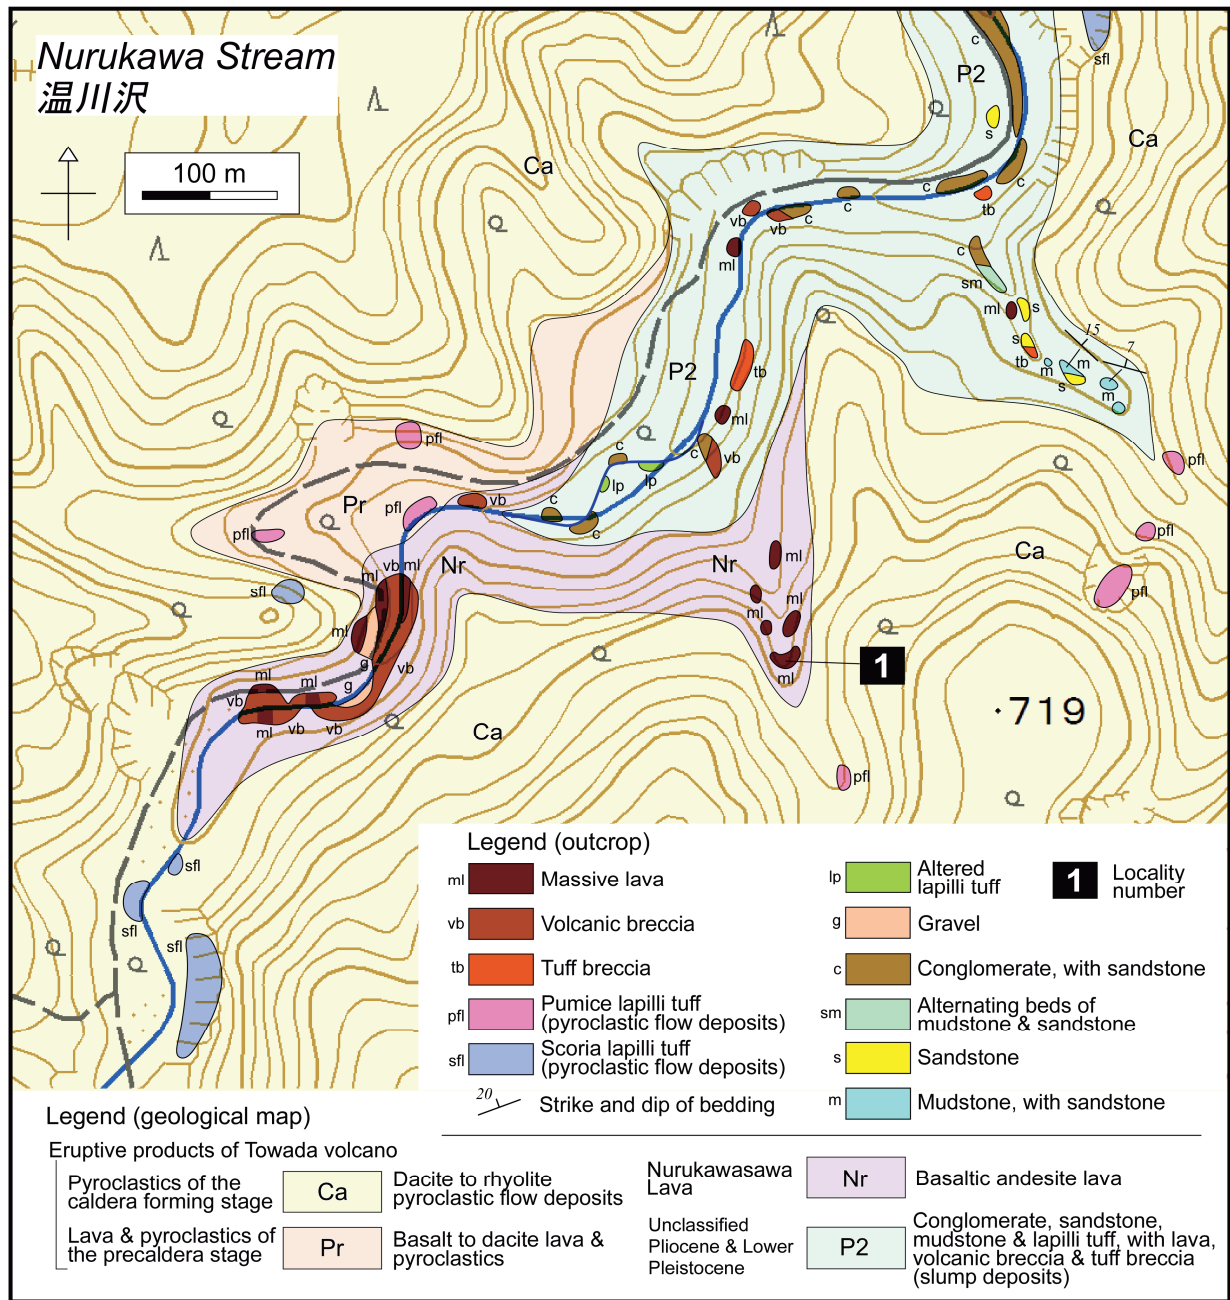 Nurukawa Stream
温川沢
100 m
c
P2
s
sfl
Ca
Ca
c
c
c
tb
vb
vb
c
ml
c
sm
ml
s
s
tb
15
7
m
m
s
m
P2
tb
ml
c
vb
c
lp
lp
pfl
Pr
pfl
vb
c
c
pfl
pfl
pfl
pfl
Ca
sfl
ml
vb
ml
Nr
Nr
ml
ml
ml
ml
g
vb
ml
1
ml
ml
g
vb
ml
vb
vb
Ca
719
pfl
sfl
sfl
sfl
Legend (outcrop)
ml Massive lava
vb Volcanic breccia
tb Tuff breccia
pfl Pumice lapilli tuff
(pyroclastic flow deposits)
sfl Scoria lapilli tuff
(pyroclastic flow deposits)
20 Strike and dip of bedding
lp Altered
lapilli tuff
g Gravel
c Conglomerate, with sandstone
sm Alternating beds of
mudstone & sandstone
s Sandstone
m Mudstone, with sandstone
1 Locality
number
Legend (geological map)
Eruptive products of Towada volcano
Pyroclastics of the
caldera forming stage
Ca
Dacite to rhyolite
pyroclastic flow deposits
Lava & pyroclastics of
the precaldera stage
Pr
Basalt to dacite lava &
pyroclastics
Nurukawasawa
Lava
Nr
Basaltic andesite lava
Unclassified
Pliocene & Lower
Pleistocene
P2
Conglomerate, sandstone,
mudstone & lapilli tuff, with lava,
volcanic breccia & tuff breccia
(slump deposits)